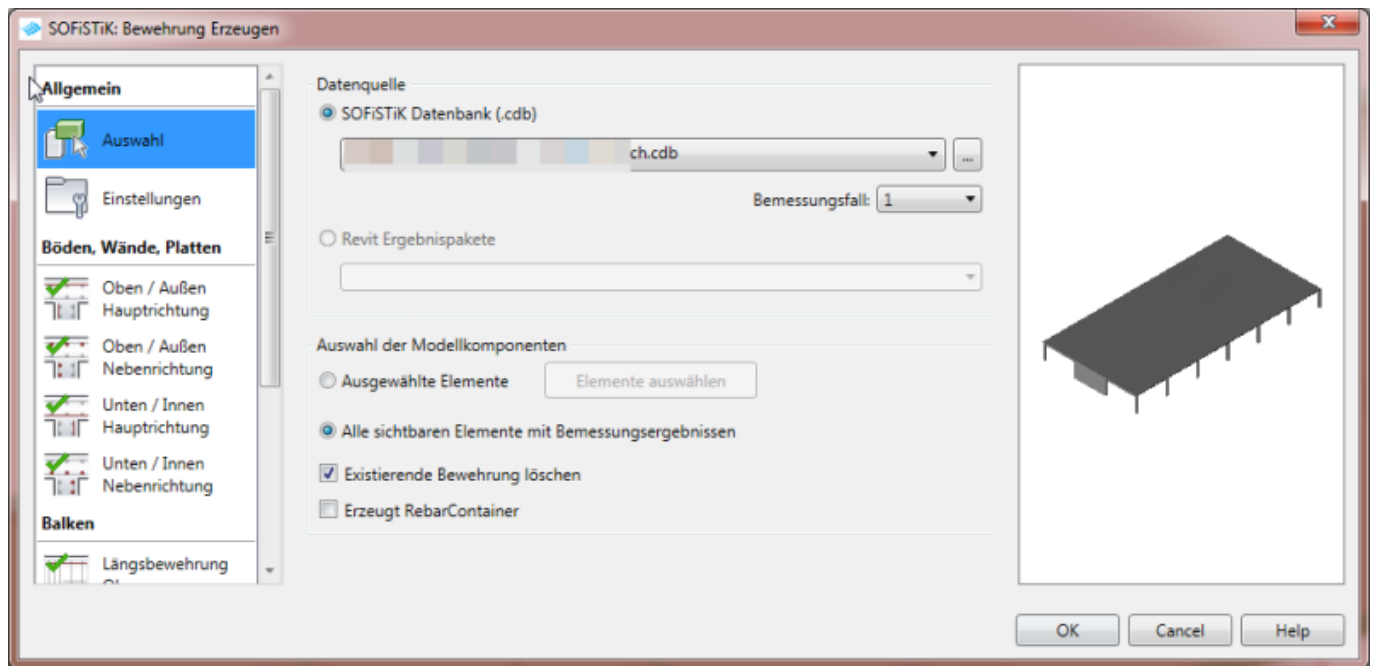 SOFiSTiK: Bewehrung Erzeugen
Allgemein
Auswahl
Einstellungen
Böden, Wände, Platten
Oben / Außen
Hauptrichtung
Oben / Außen
Nebenrichtung
Unten / Innen
Hauptrichtung
Unten / Innen
Nebenrichtung
Balken
Längsbewehrung
Datenquelle
SOFiSTiK Datenbank (.cdb)
ch.cdb
...
Bemessungsfall: 1
Revit Ergebnispakete
Auswahl der Modellkomponenten
Ausgewählte Elemente
Elemente auswählen
Alle sichtbaren Elemente mit Bemessungsergebnissen
Existierende Bewehrung löschen
Erzeugt RebarContainer
OK
Cancel
Help